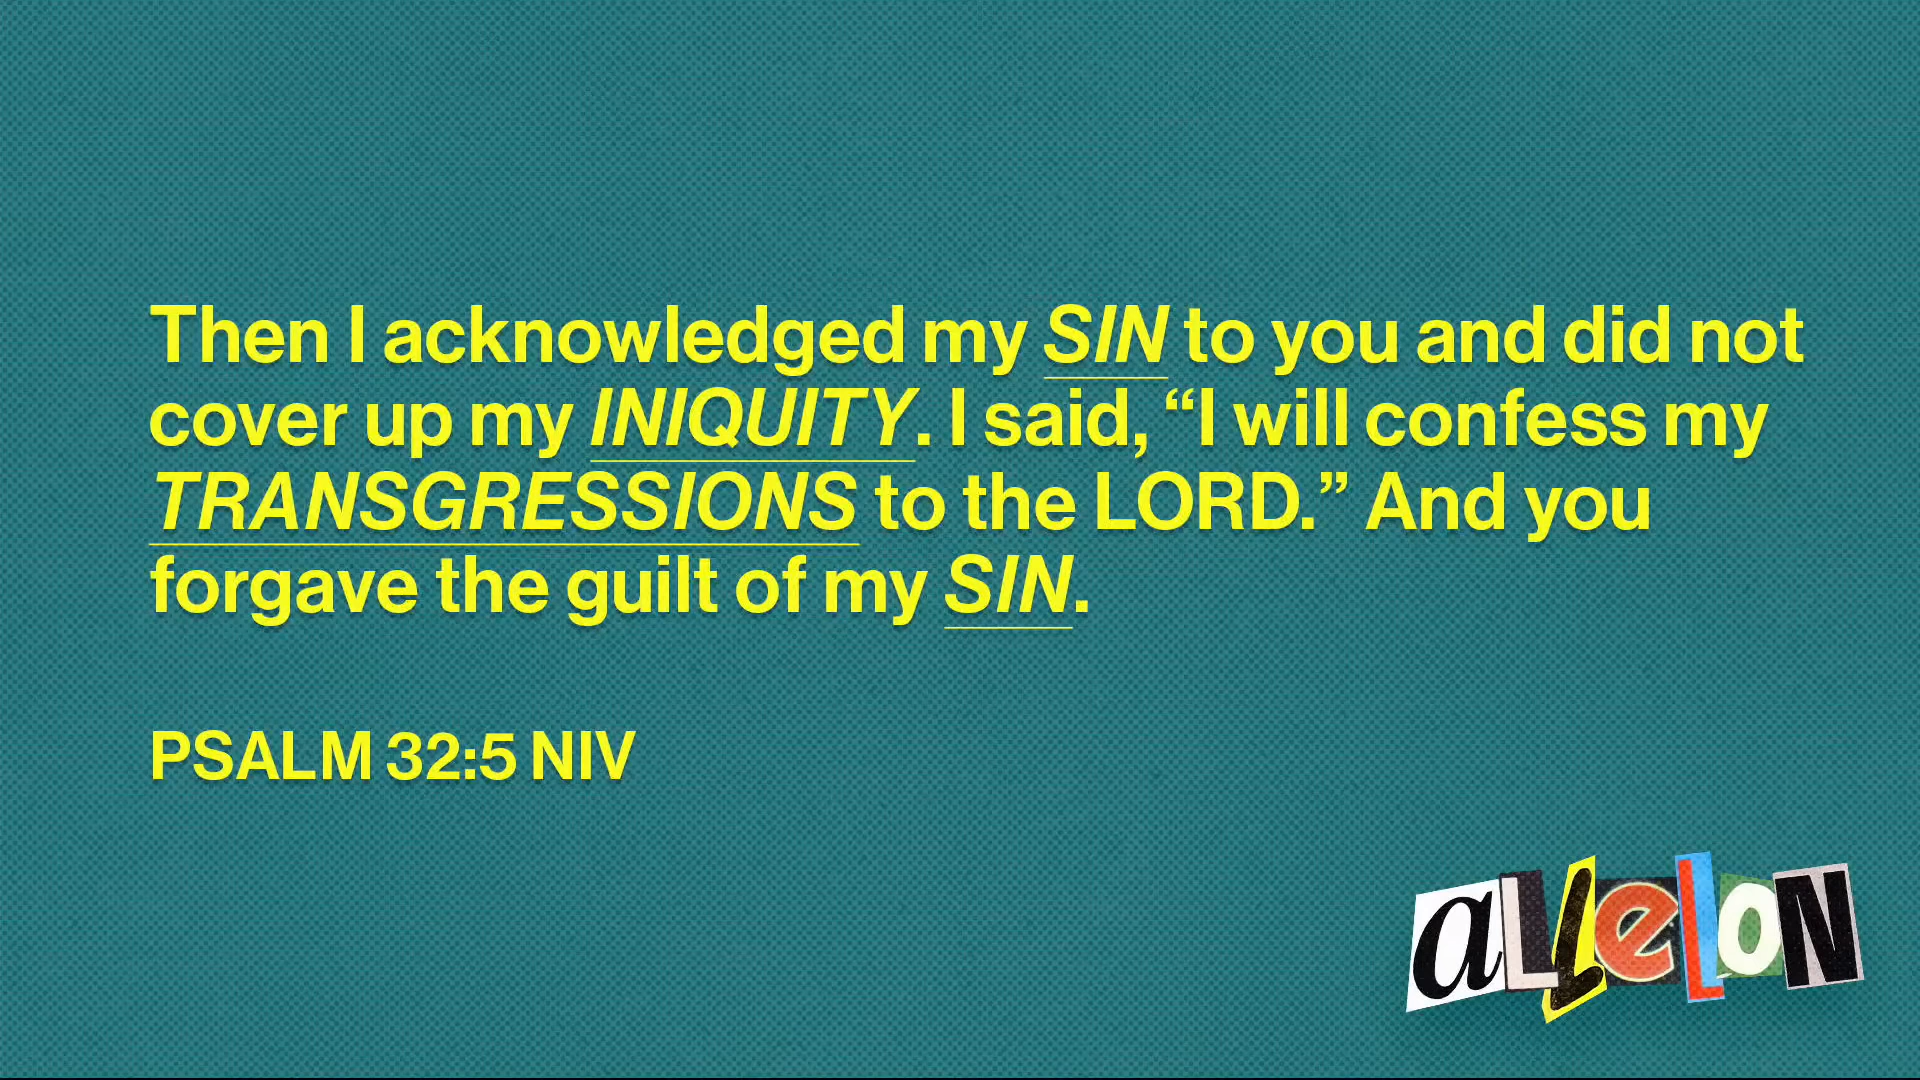 Then I acknowledged my SIN to you and did not
cover up my INIQUITY. I said, “I will confess my
TRANSGRESSIONS to the LORD.” And you
forgave the guilt of my SIN.
PSALM 32:5 NIV
aLLeLoN